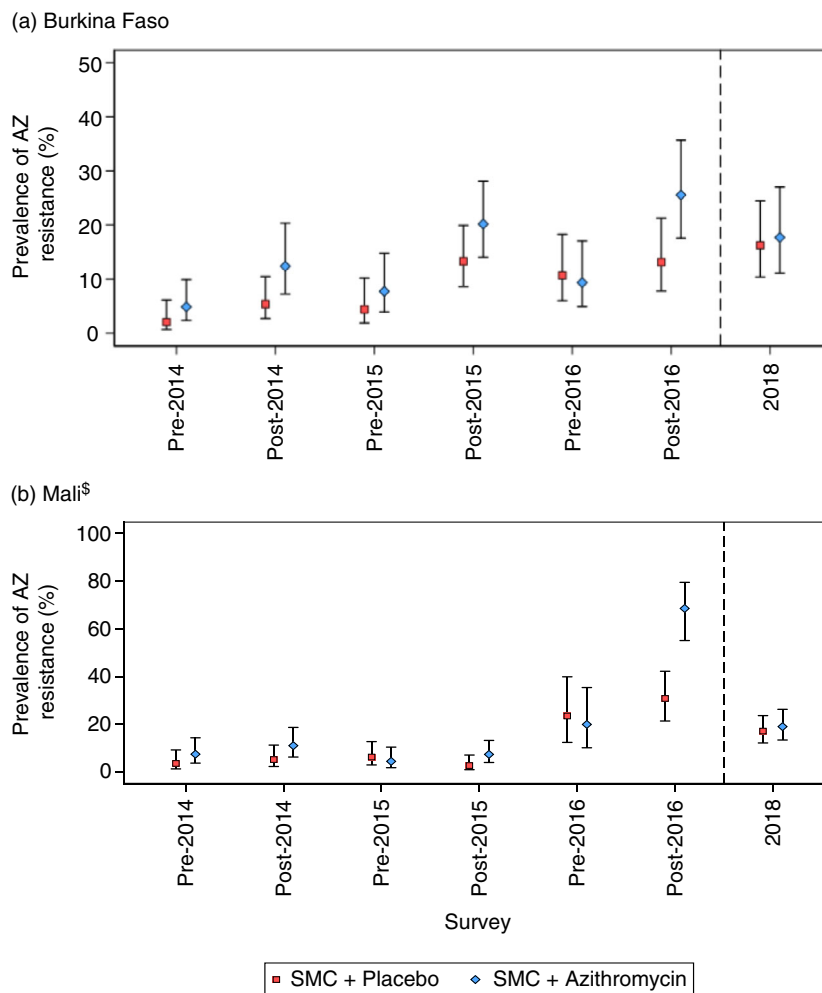 (a) Burkina Faso
Prevalence of AZ
resistance (%)
50
40
30
20
10
0
Pre-2014
Post-2014
Pre-2015
Post-2015
Pre-2016
Post-2016
2018
(b) Mali$
Prevalence of AZ
resistance (%)
100
80
60
40
20
0
Pre-2014
Post-2014
Pre-2015
Post-2015
Pre-2016
Post-2016
2018
Survey
SMC + Placebo
SMC + Azithromycin